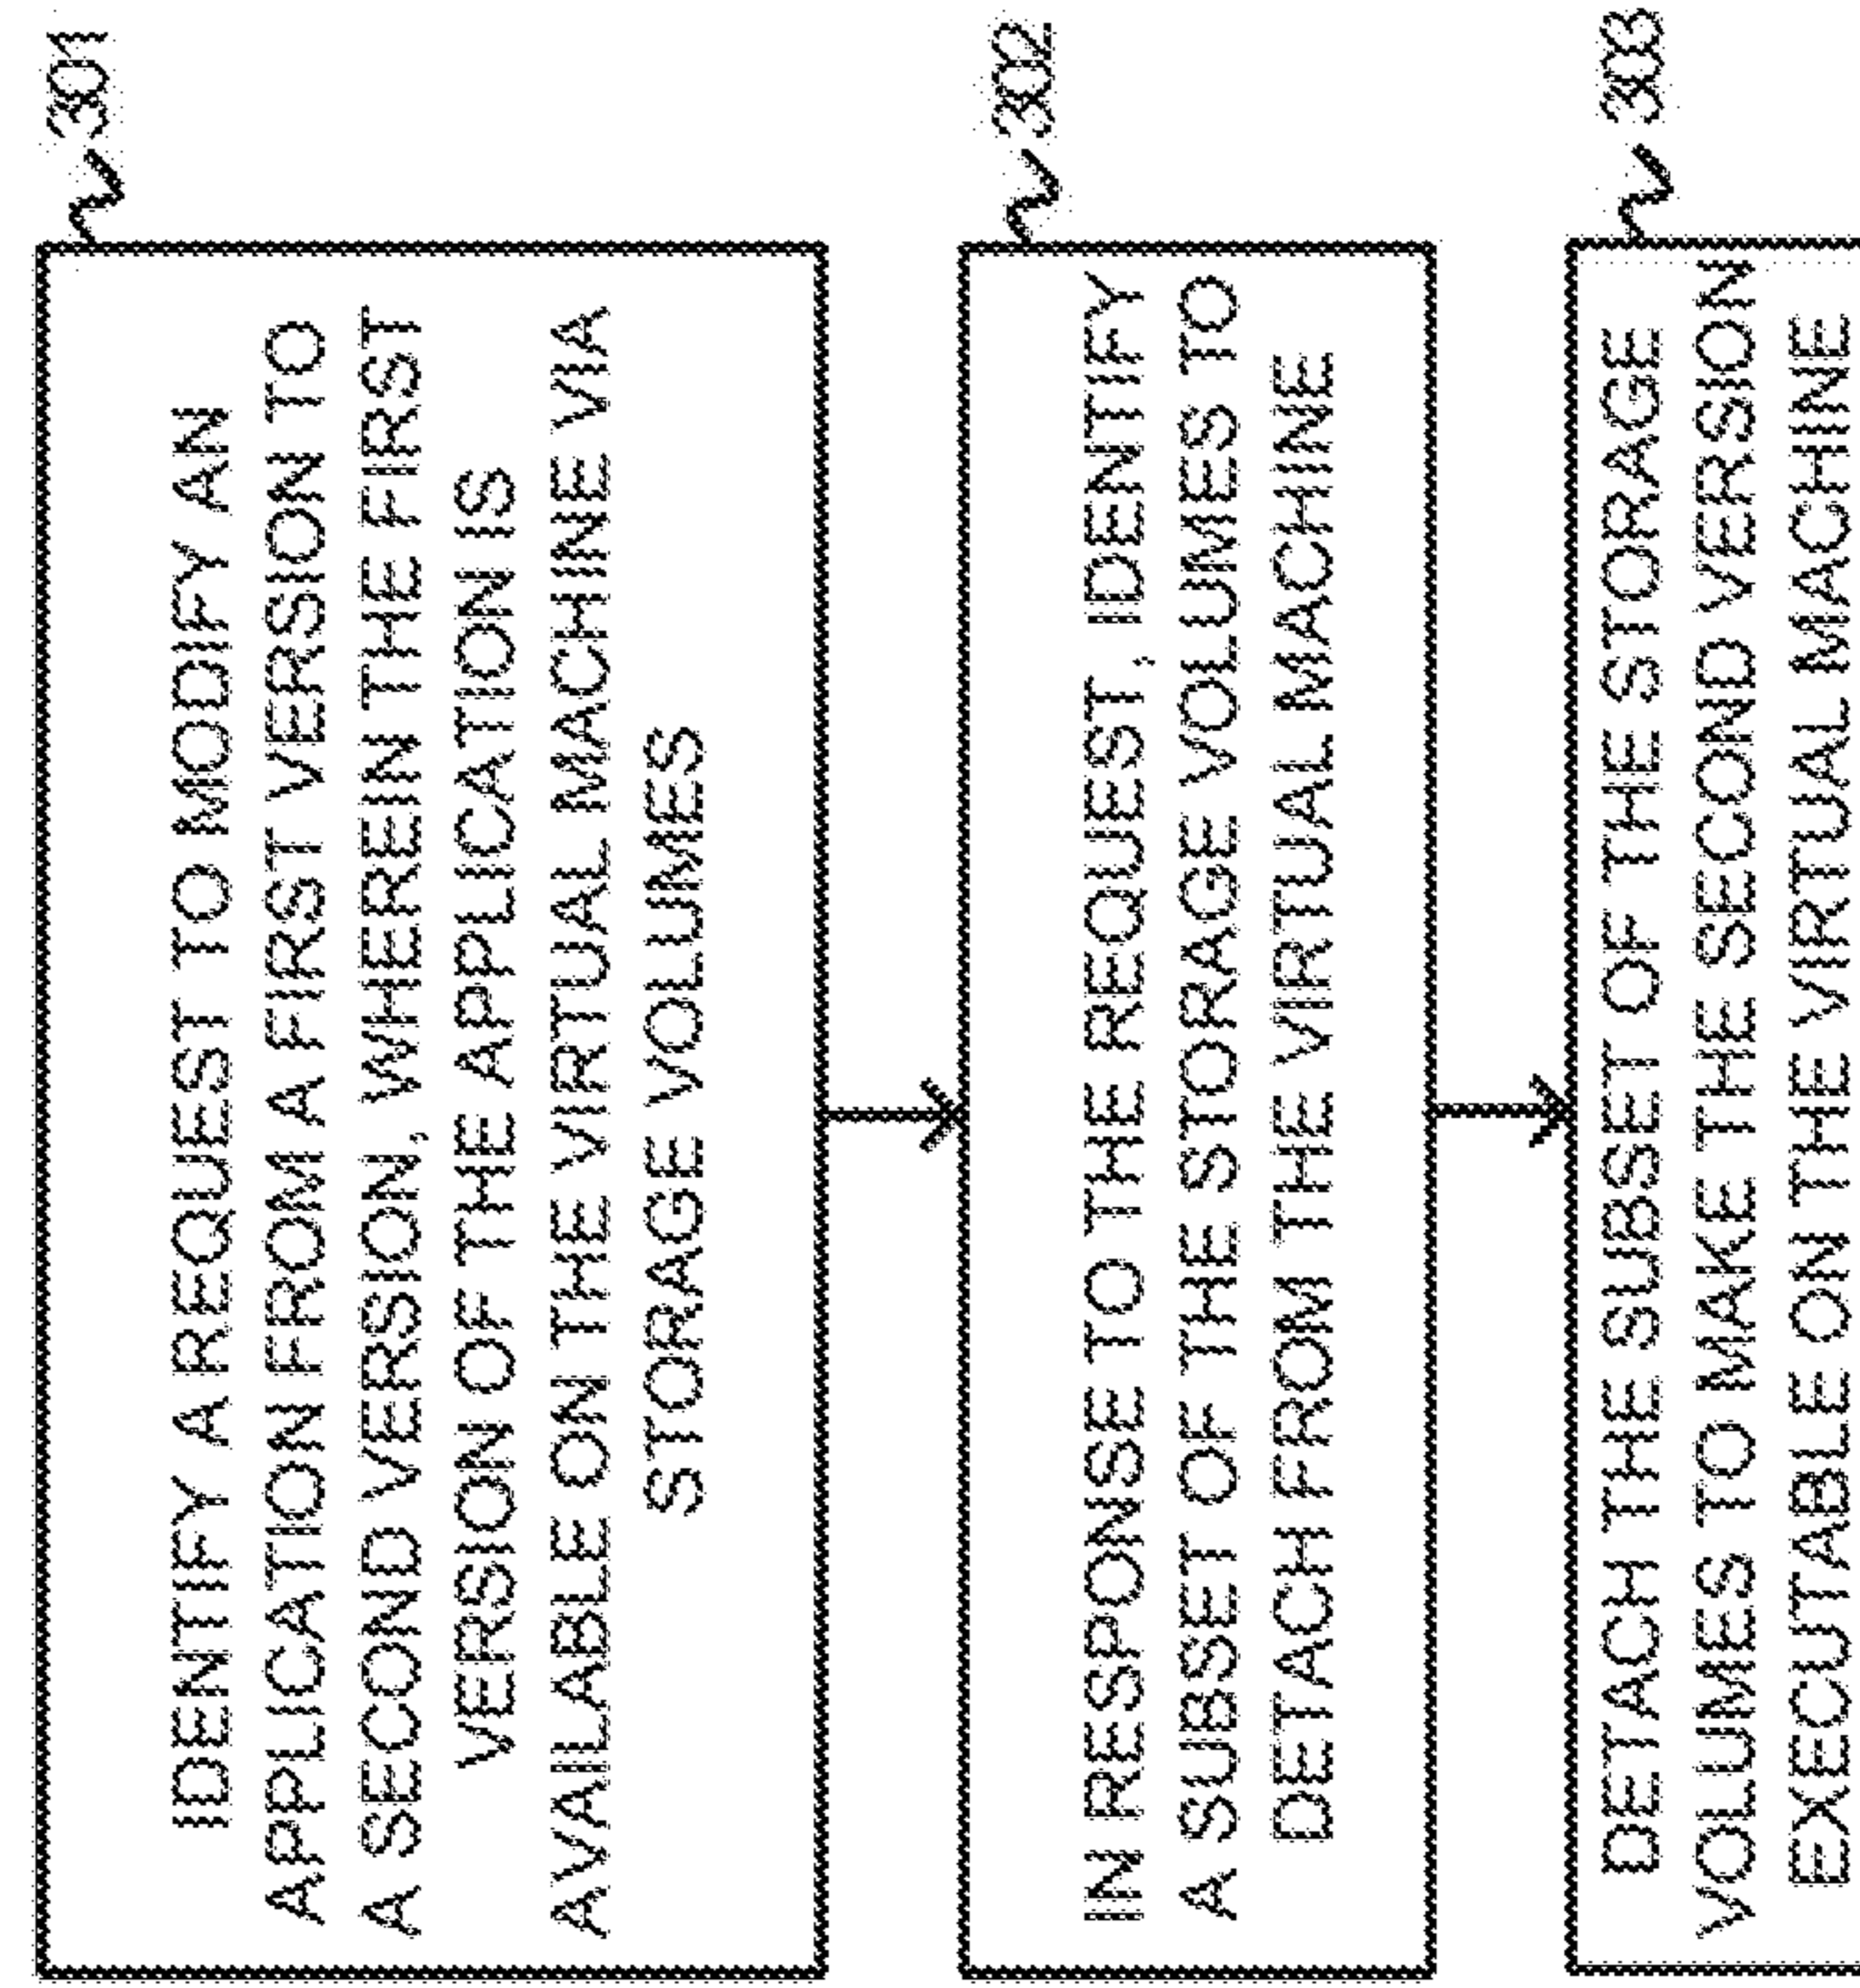 301
IDENTIFY A REQUEST TO MODIFY AN
APPLICATION FROM A FIRST VERSION TO
A SECOND VERSION, WHEREIN THE FIRST
VERSION OF THE APPLICATION IS
AVAILABLE ON THE VIRTUAL MACHINE VIA
STORAGE VOLUMES
302
IN RESPONSE TO THE REQUEST, IDENTIFY
A SUBSET OF THE STORAGE VOLUMES TO
DETACH FROM THE VIRTUAL MACHINE
303
DETACH THE SUBSET OF THE STORAGE
VOLUMES TO MAKE THE SECOND VERSION
EXECUTABLE ON THE VIRTUAL MACHINE